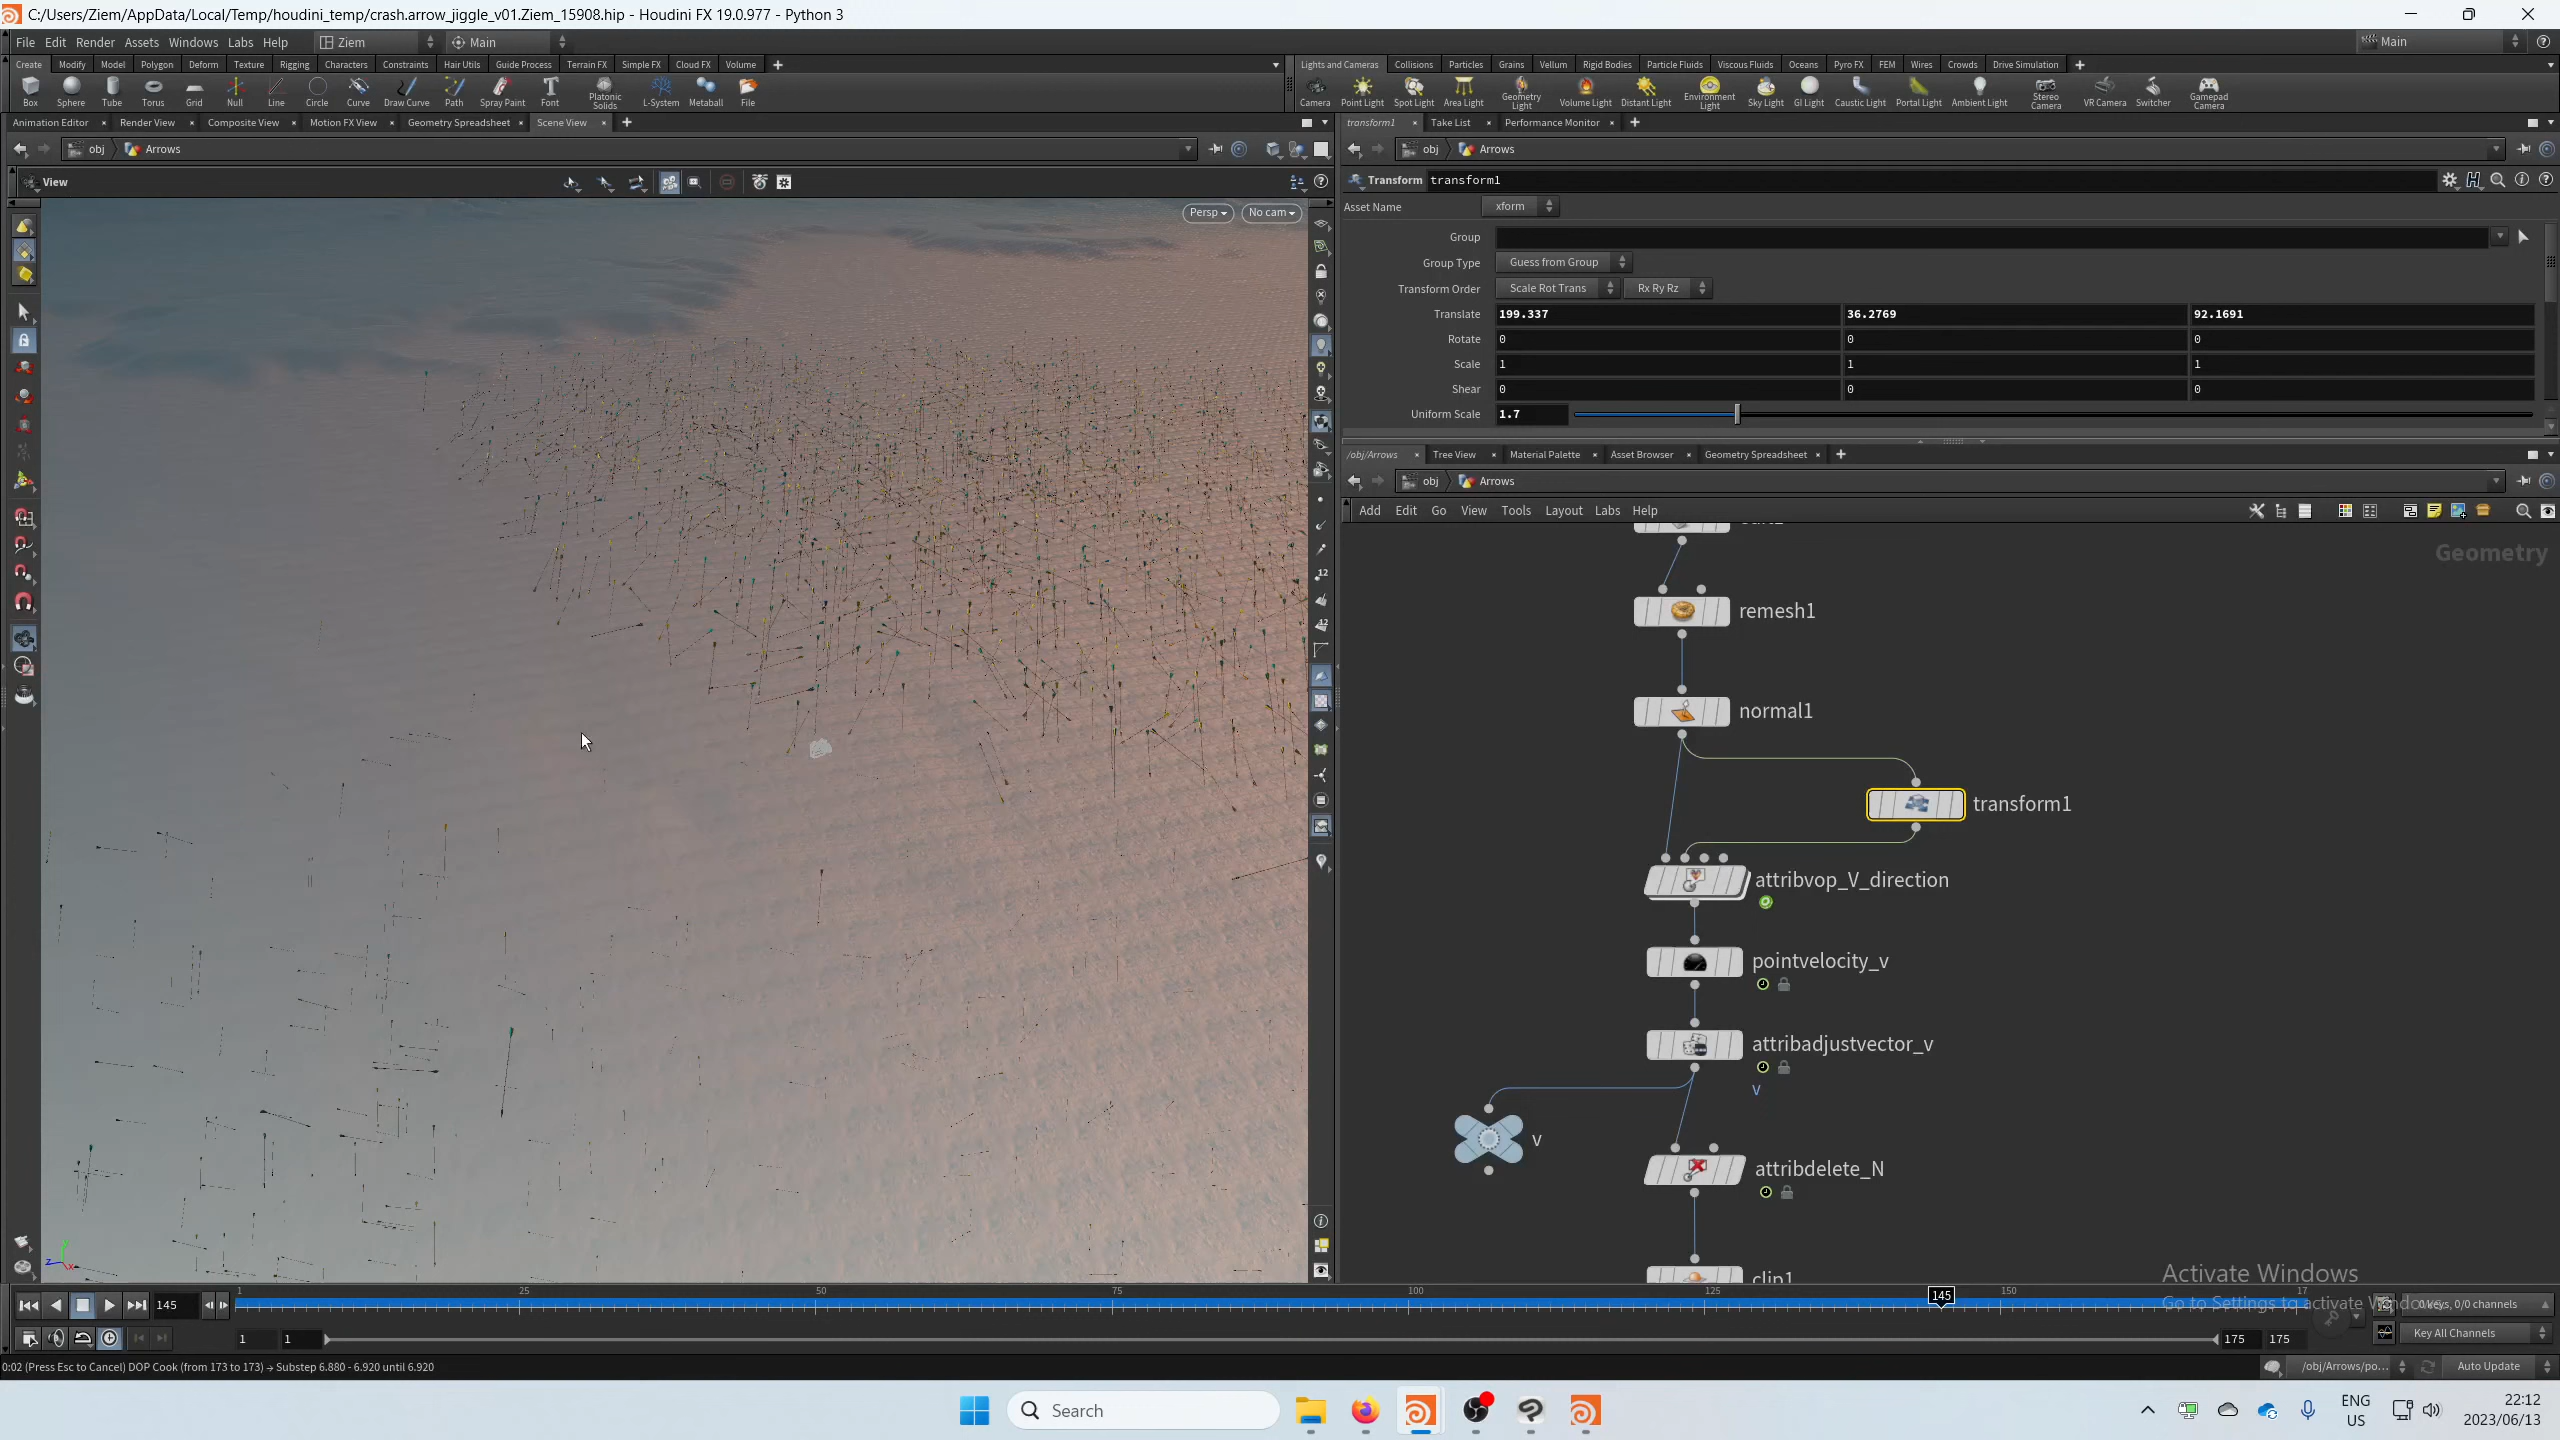 C:/Users/Ziem/AppData/Local/Temp/houdini_temp/crash.arrow_jiggle_v01.Ziem_15908.hip - Houdini FX 19.0.977 - Python 3
File Edit Render Assets Windows Labs Help Ziem Main Main
Create Modify Model Polygon Deform Texture Rigging Characters Constraints Hair Utils Guide Process Terrain FX Simple FX Cloud FX Volume
Lights and Cameras Collisions Particles Grains Vellum Rigid Bodies Particle Fluids Viscous Fluids Oceans Pyro FX FEM Wires Crowds Drive Simulation
Box Sphere Tube Torus Grid Null Line Circle Curve Draw Curve Path Spray Paint Font Platonic Solids L-System Metaball File
Camera Point Light Spot Light Area Light Geometry Light Volume Light Distant Light Environment Light Sky Light GI Light Caustic Light Portal Light Ambient Light Stereo Camera VR Camera Switcher Gamepad Camera
Animation Editor Render View Composite View Motion FX View Geometry Spreadsheet Scene View
transform1 Take List Performance Monitor
obj Arrows
obj Arrows
View
Persp No cam
Transform transform1
Asset Name xform
Group
Group Type Guess from Group
Transform Order Scale Rot Trans Rx Ry Rz
Translate 199.337 36.2769 92.1691
Rotate 0 0 0
Scale 1 1 1
Shear 0 0 0
Uniform Scale 1.7
/obj/Arrows Tree View Material Palette Asset Browser Geometry Spreadsheet
obj Arrows
Add Edit Go View Tools Layout Labs Help
Geometry
remesh1
normal1
transform1
attribvop_V_direction
pointvelocity_v
attribadjustvector_v
v
v
attribdelete_N
clip1
12
12
Activate Windows
Go to Settings to activate Windows.
145 1 25 50 75 100 125 145 150 17
0 keys, 0/0 channels
1 1 175 175 Key All Channels
0:02 (Press Esc to Cancel) DOP Cook (from 173 to 173) → Substep 6.880 - 6.920 until 6.920
/obj/Arrows/po... Auto Update
Search
ENG
US
22:12
2023/06/13